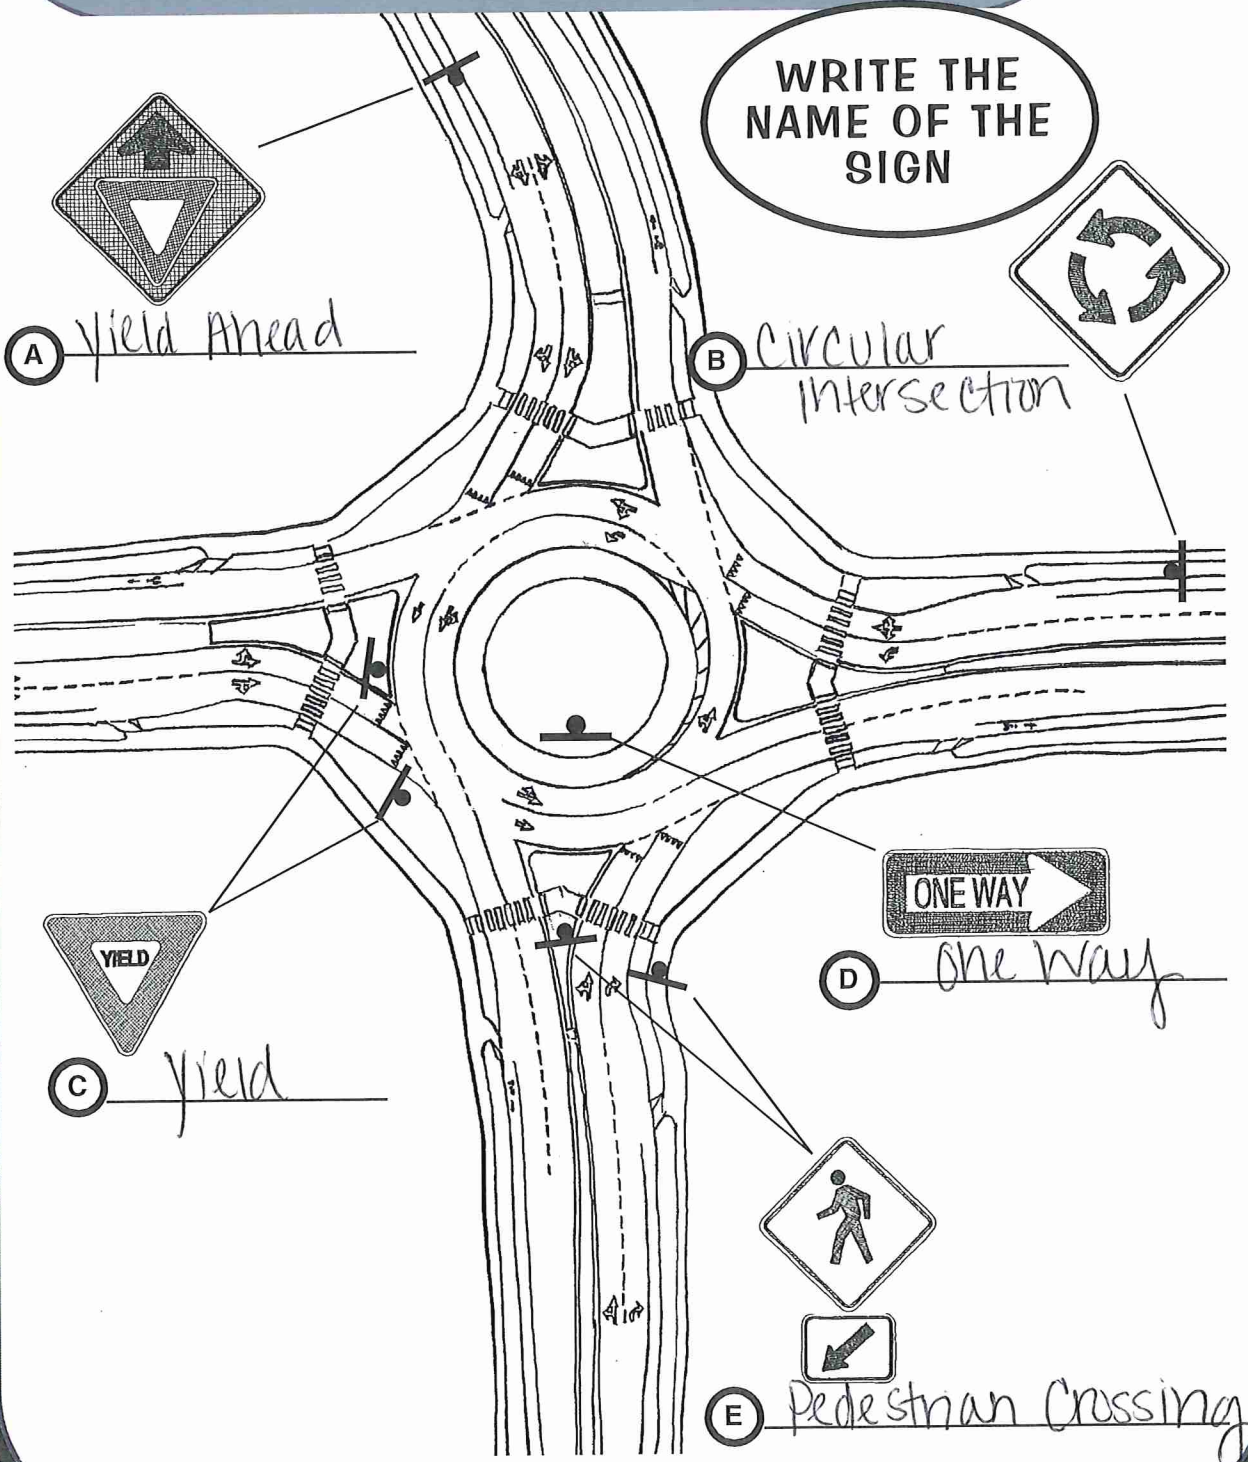 WRITE THE
NAME OF THE
SIGN
A Yield Ahead
B Circular
Intersection
YIELD
C Yield
ONE WAY
D One Way
E Pedestrian Crossing